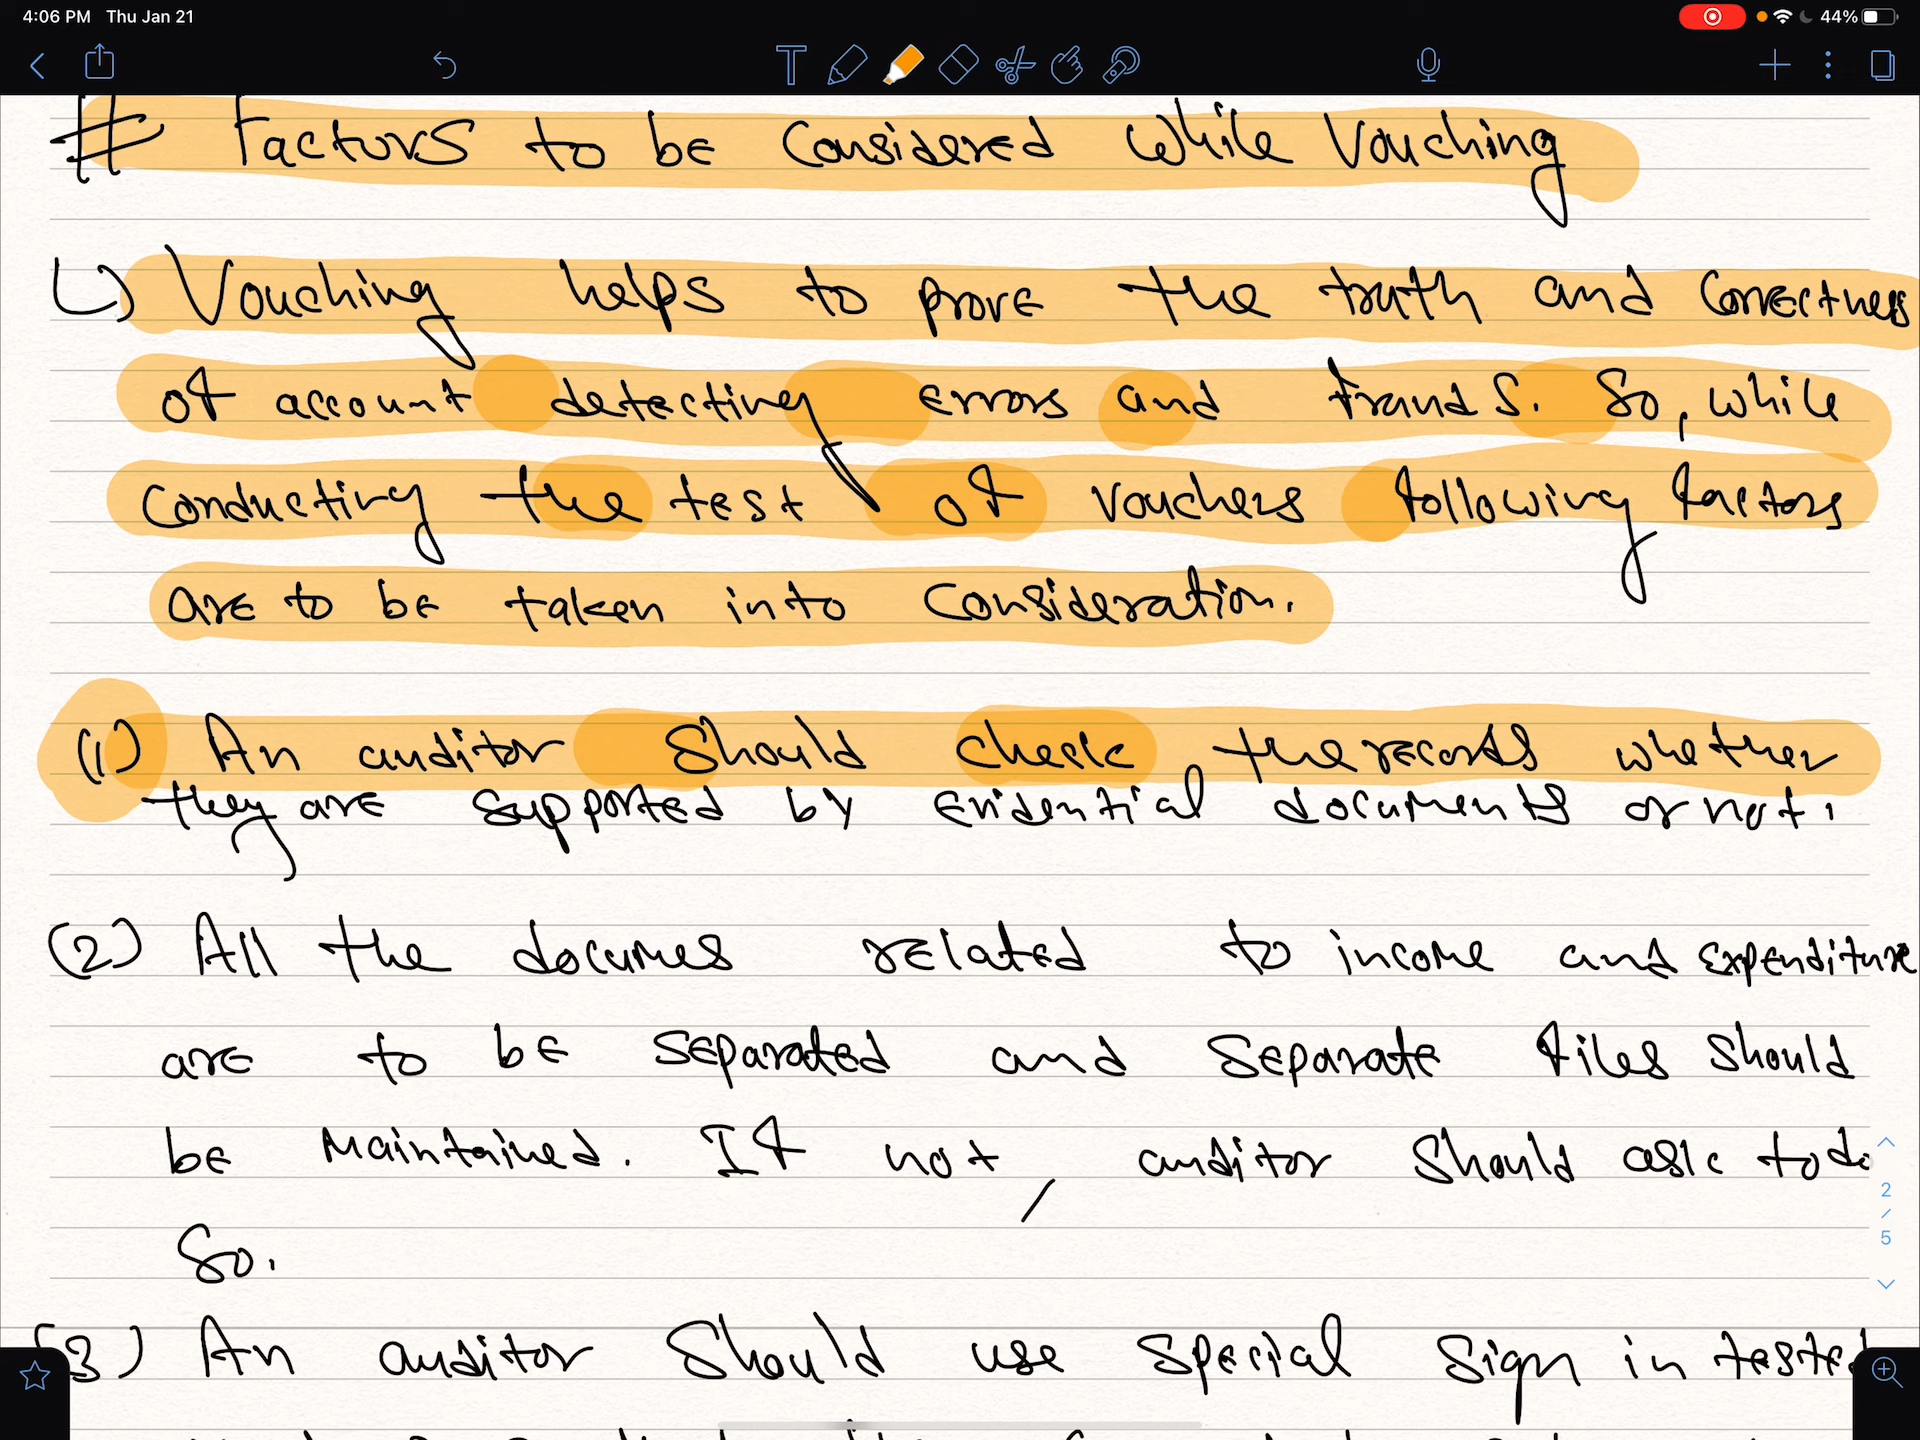 4:06 PM Thu Jan 21
44%
# Factors to be Considered while Vouching
Vouching helps to prove the truth and correctness
of account detecting errors and frauds. So, while
conducting the test of vouchers following factors
are to be taken into consideration.
(1) An auditor should check the records whether
they are supported by evidential documents or not.
(2) All the documes related to income and expenditure
are to be separated and separate files should
be maintained. If not, auditor should ask to do
so.
2
/
5
(3) An auditor should use special sign in tested